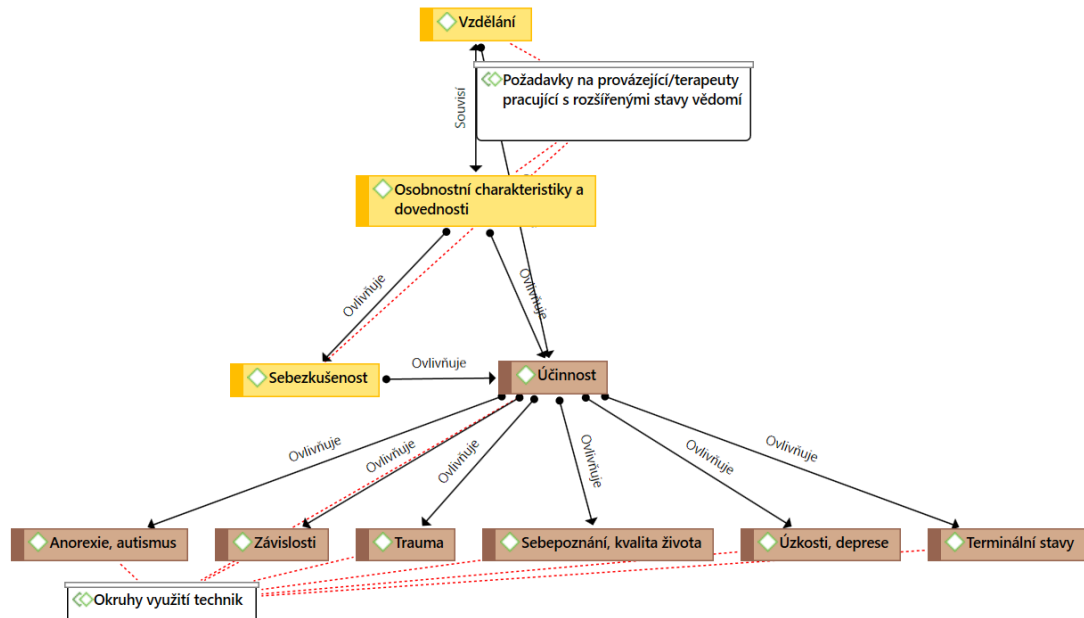 Vzdělání
Požadavky na provázející/terapeuty
pracující s rozšířenými stavy vědomí
Souvisí
Osobnostní charakteristiky a
dovednosti
Ovlivňuje
Ovlivňuje
Sebezkušenost
Ovlivňuje
Účinnost
Ovlivňuje
Ovlivňuje
Ovlivňuje
Ovlivňuje
Ovlivňuje
Ovlivňuje
Anorexie, autismus
Závislosti
Trauma
Sebepoznání, kvalita života
Úzkosti, deprese
Terminální stavy
Okruhy využití technik